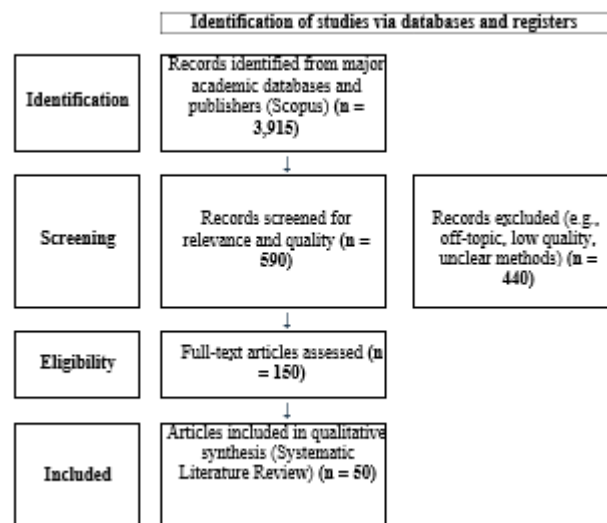 Identification of studies via databases and registers
Identification
Records identified from major
academic databases and
publishers (Scopus) (n =
3,915)
Screening
Records screened for
relevance and quality (n =
590)
Records excluded (e.g.,
off-topic, low quality,
unclear methods) (n =
440)
Eligibility
Full-text articles assessed (n
= 150)
Included
Articles included in qualitative
synthesis (Systematic
Literature Review) (n = 50)